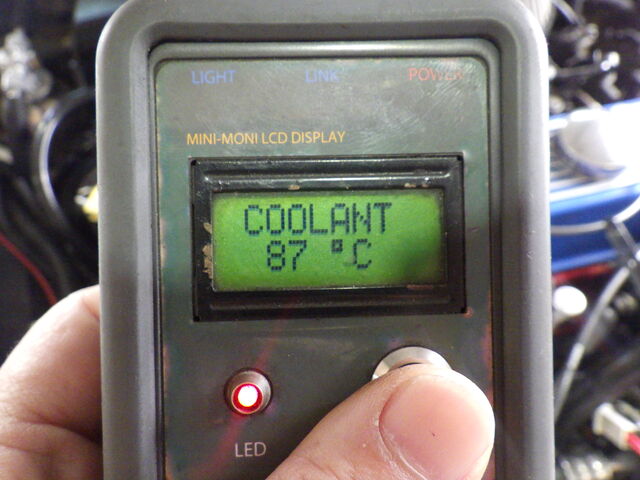 LIGHT LINK POWER
MINI-MONI LCD DISPLAY
COOLANT
87 °C
LED